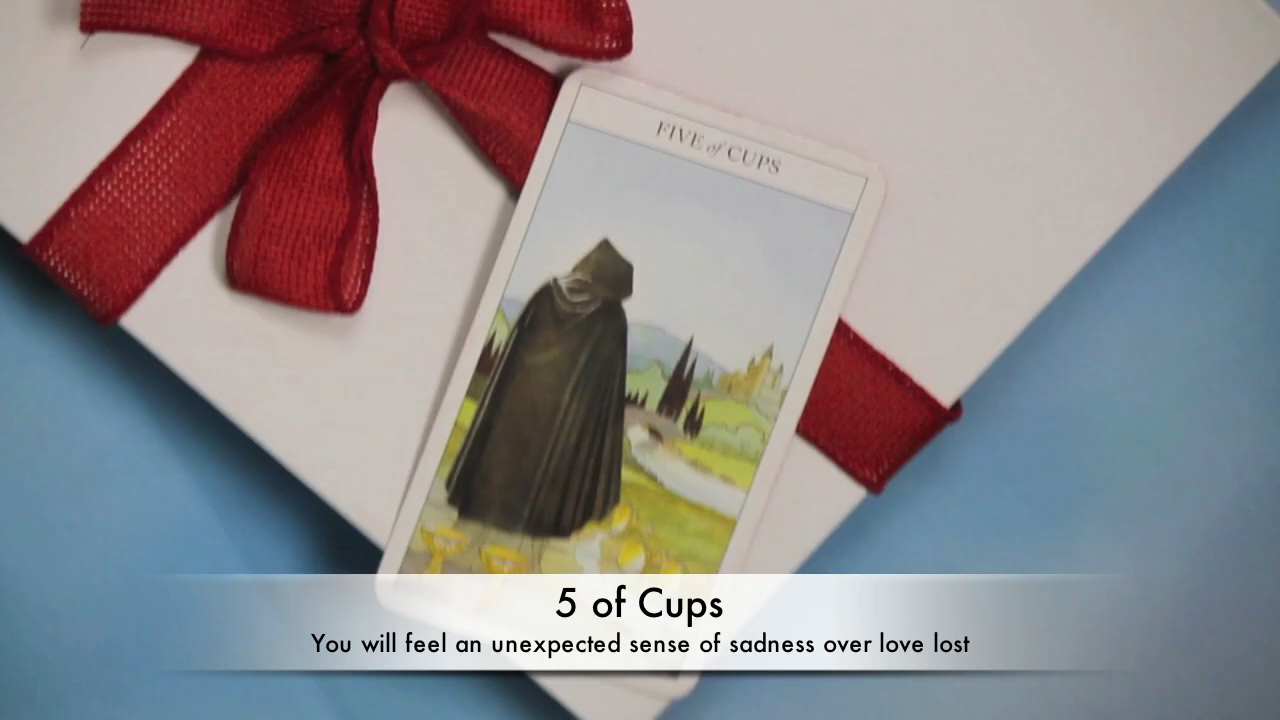 FIVE of CUPS
5 of Cups
You will feel an unexpected sense of sadness over love lost